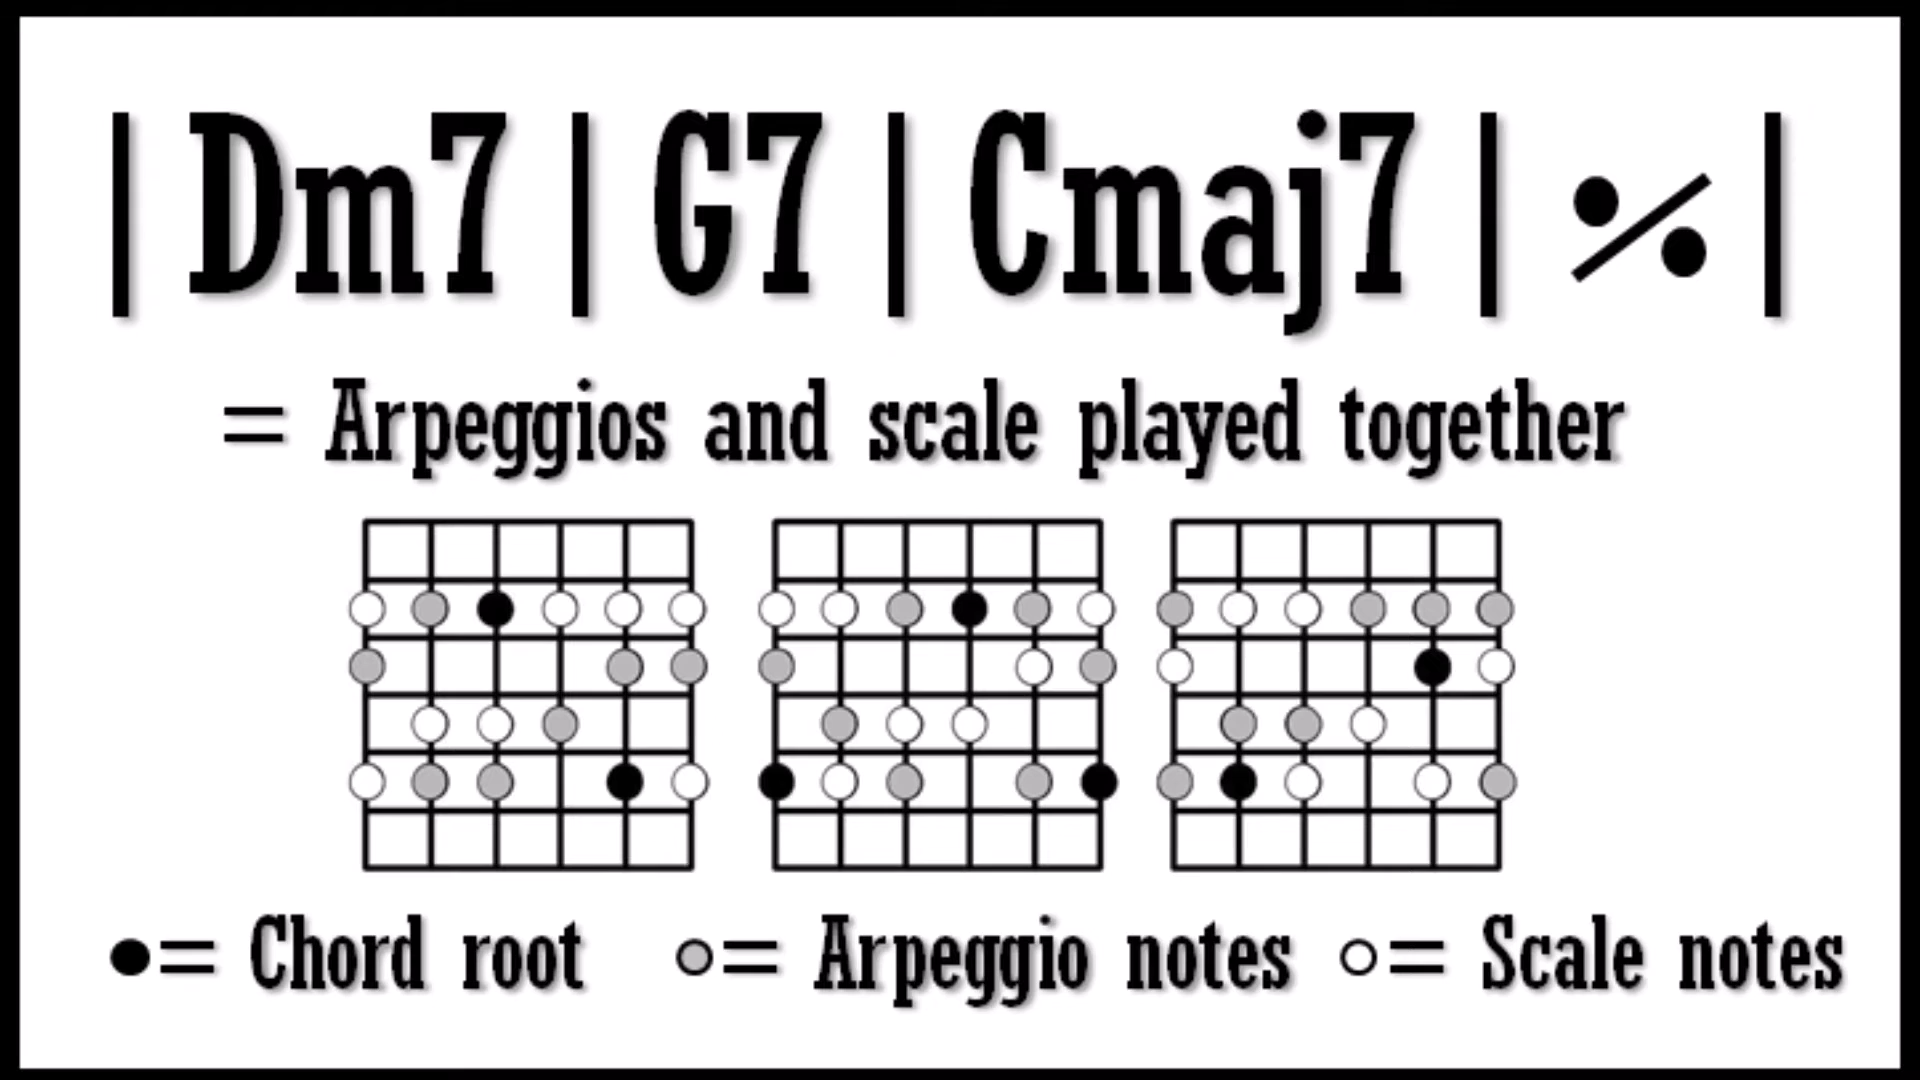 | Dm7 | G7 | Cmaj7 | % |
= Arpeggios and scale played together
●= Chord root ○= Arpeggio notes ○= Scale notes